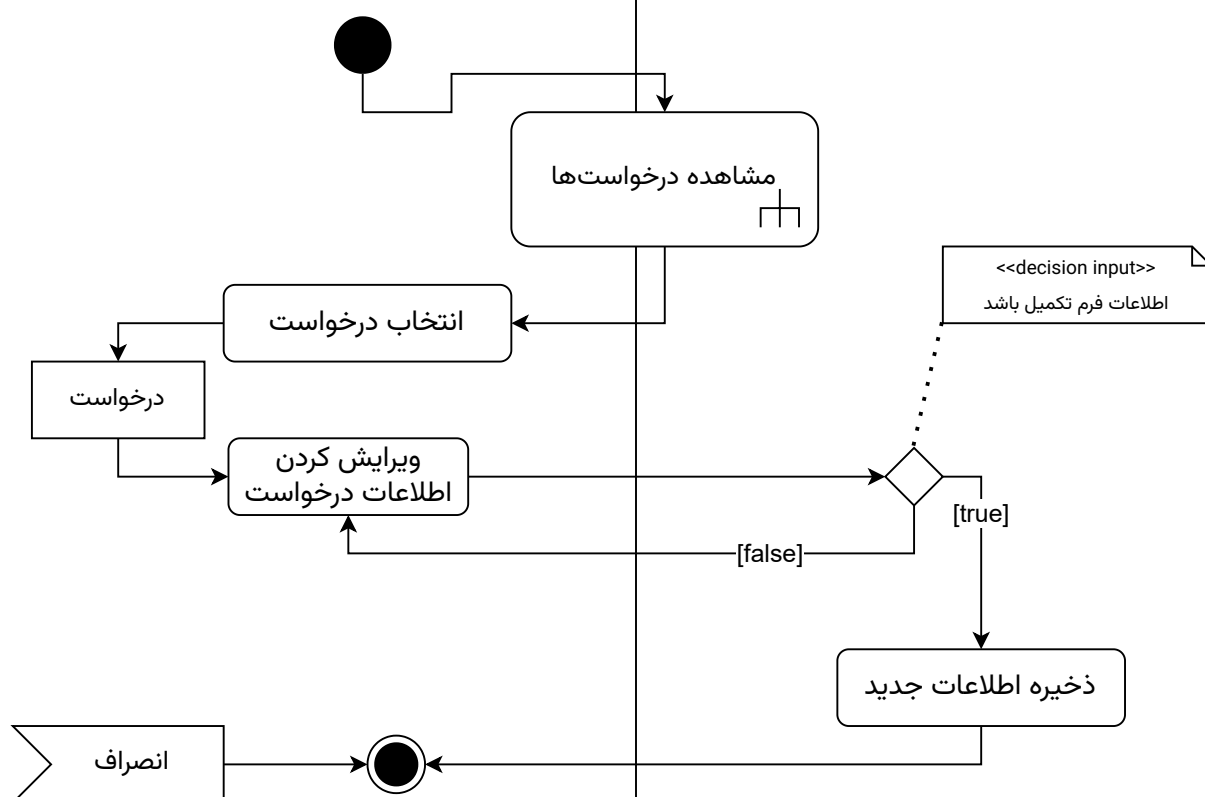 مشاهده درخواست‌ها
<<decision input>>
اطلاعات فرم تکمیل باشد
انتخاب درخواست
درخواست
ویرایش کردن
اطلاعات درخواست
[true]
[false]
ذخیره اطلاعات جدید
انصراف